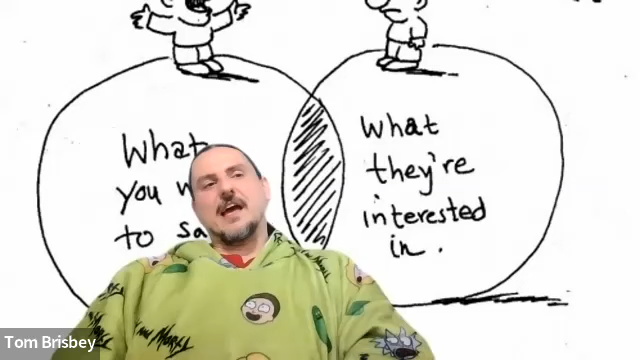 What
you
to
what
they're
interested
in.
Tom Brisbey